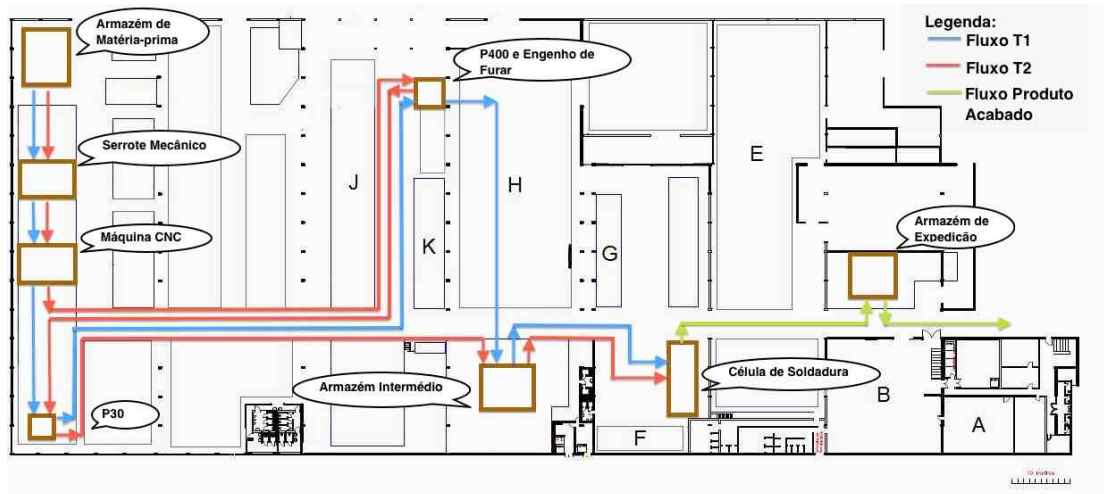 Armazém de
Matéria-prima
P400 e Engenho de
Furar
Legenda:
Fluxo T1
Fluxo T2
Fluxo Produto
Acabado
Serrote Mecânico
E
J
H
Armazém de
Expedição
Máquina CNC
K
G
Armazém Intermédio
Célula de Soldadura
B
P30
F
A
10 metros